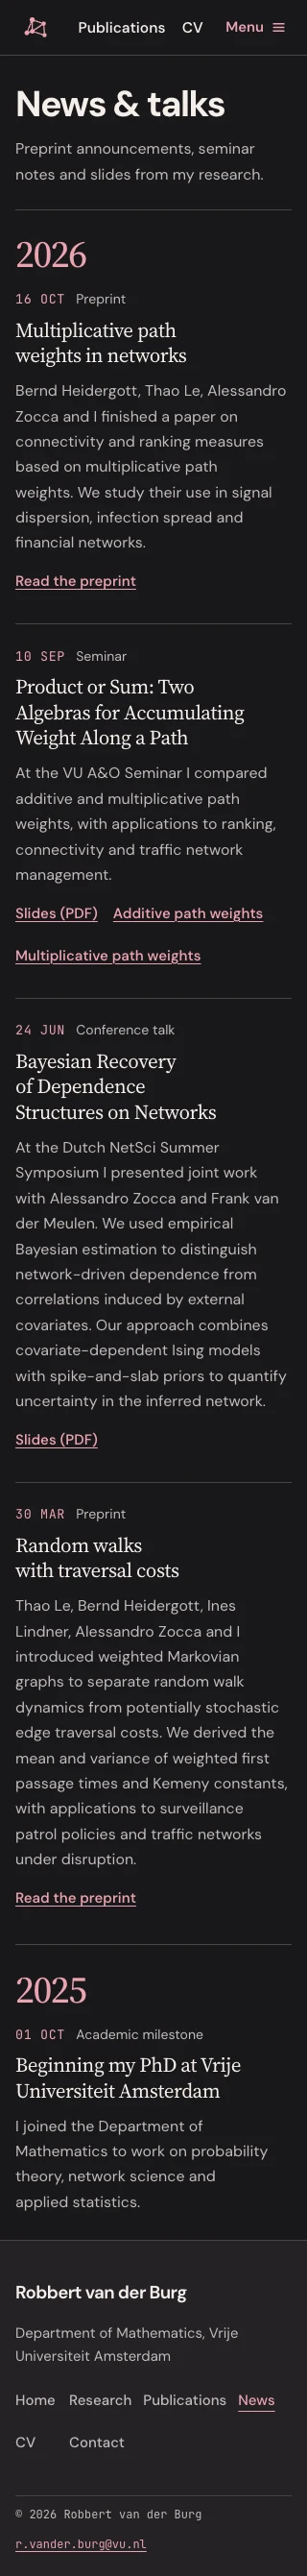 Publications CV Menu
News & talks
Preprint announcements, seminar
notes and slides from my research.
2026
16 OCT Preprint
Multiplicative path
weights in networks
Bernd Heidergott, Thao Le, Alessandro
Zocca and I finished a paper on
connectivity and ranking measures
based on multiplicative path
weights. We study their use in signal
dispersion, infection spread and
financial networks.
Read the preprint
10 SEP Seminar
Product or Sum: Two
Algebras for Accumulating
Weight Along a Path
At the VU A&O Seminar I compared
additive and multiplicative path
weights, with applications to ranking,
connectivity and traffic network
management.
Slides (PDF) Additive path weights
Multiplicative path weights
24 JUN Conference talk
Bayesian Recovery
of Dependence
Structures on Networks
At the Dutch NetSci Summer
Symposium I presented joint work
with Alessandro Zocca and Frank van
der Meulen. We used empirical
Bayesian estimation to distinguish
network-driven dependence from
correlations induced by external
covariates. Our approach combines
covariate-dependent Ising models
with spike-and-slab priors to quantify
uncertainty in the inferred network.
Slides (PDF)
30 MAR Preprint
Random walks
with traversal costs
Thao Le, Bernd Heidergott, Ines
Lindner, Alessandro Zocca and I
introduced weighted Markovian
graphs to separate random walk
dynamics from potentially stochastic
edge traversal costs. We derived the
mean and variance of weighted first
passage times and Kemeny constants,
with applications to surveillance
patrol policies and traffic networks
under disruption.
Read the preprint
2025
01 OCT Academic milestone
Beginning my PhD at Vrije
Universiteit Amsterdam
I joined the Department of
Mathematics to work on probability
theory, network science and
applied statistics.
Robbert van der Burg
Department of Mathematics, Vrije
Universiteit Amsterdam
Home Research Publications News
CV Contact
© 2026 Robbert van der Burg
r.vander.burg@vu.nl